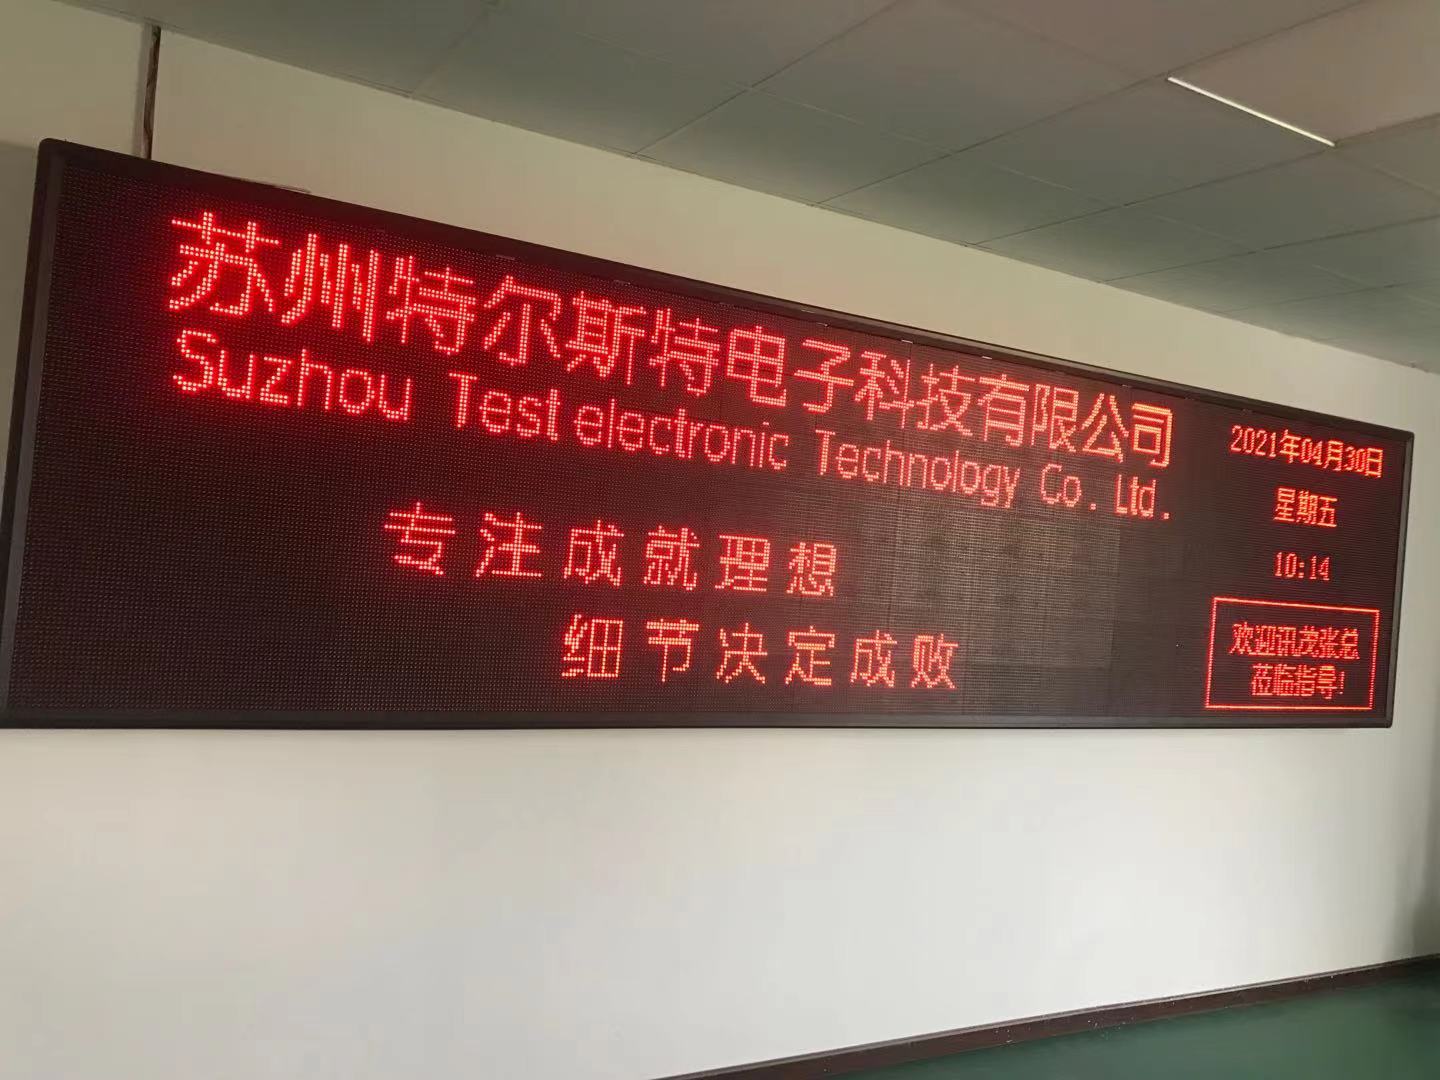 苏州特尔斯特电子科技有限公司
Suzhou Test electronic Technology Co. Ltd.
专注成就理想
细节决定成败
2021年04月30日
星期五
10:14
欢迎讯茂张总
莅临指导!